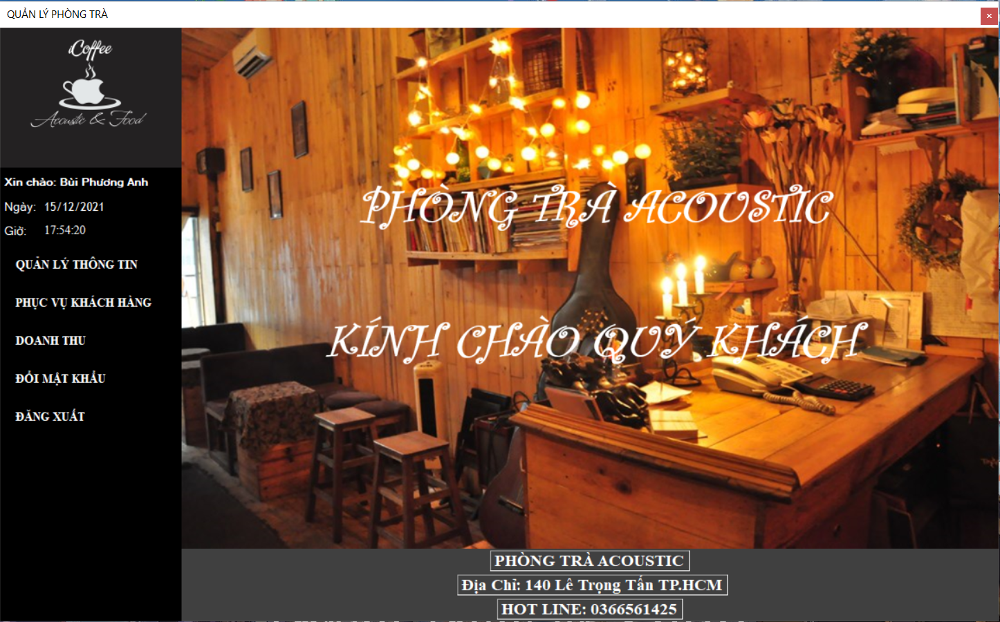 QUẢN LÝ PHÒNG TRÀ
iCoffee
Acoustic & Food
Xin chào: Bùi Phương Anh
Ngày: 15/12/2021
Giờ: 17:54:20
QUẢN LÝ THÔNG TIN
PHỤC VỤ KHÁCH HÀNG
DOANH THU
ĐỔI MẬT KHẨU
ĐĂNG XUẤT
PHÒNG TRÀ ACOUSTIC
KÍNH CHÀO QUÝ KHÁCH
PHÒNG TRÀ ACOUSTIC
Địa Chỉ: 140 Lê Trọng Tấn TP.HCM
HOT LINE: 0366561425